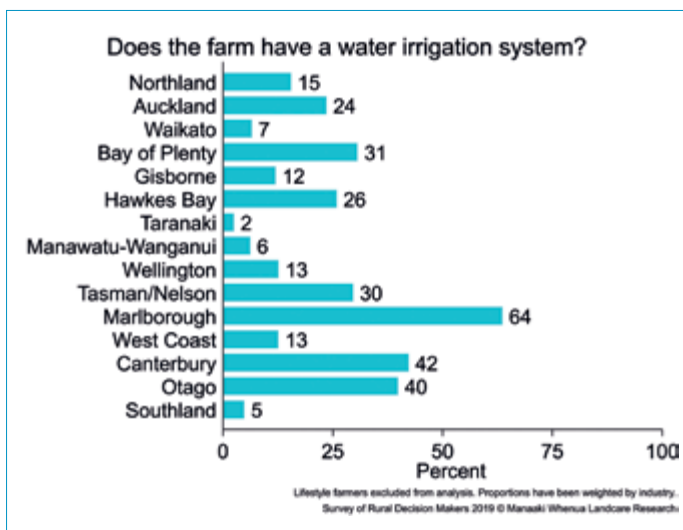 Does the farm have a water irrigation system?
Northland 15
Auckland 24
Waikato 7
Bay of Plenty 31
Gisborne 12
Hawkes Bay 26
Taranaki 2
Manawatu-Wanganui 6
Wellington 13
Tasman/Nelson 30
Marlborough 64
West Coast 13
Canterbury 42
Otago 40
Southland 5
0 25 50 75 100
Percent
Lifestyle farmers excluded from analysis. Proportions have been weighted by industry.
Survey of Rural Decision Makers 2019 © Manaaki Whenua Landcare Research